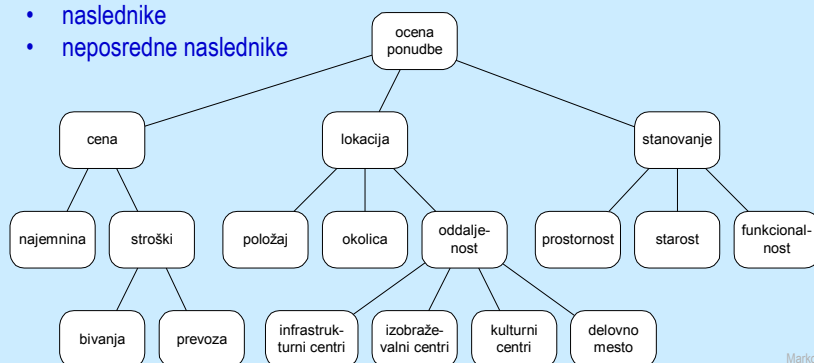 • naslednike
• neposredne naslednike
ocena
ponudbe
cena
lokacija
stanovanje
najemnina
stroški
položaj
okolica
oddalje-
nost
prostornost
starost
funkcional-
nost
bivanja
prevoza
infrastruk-
turni centri
izobraže-
valni centri
kulturni
centri
delovno
mesto
Marko